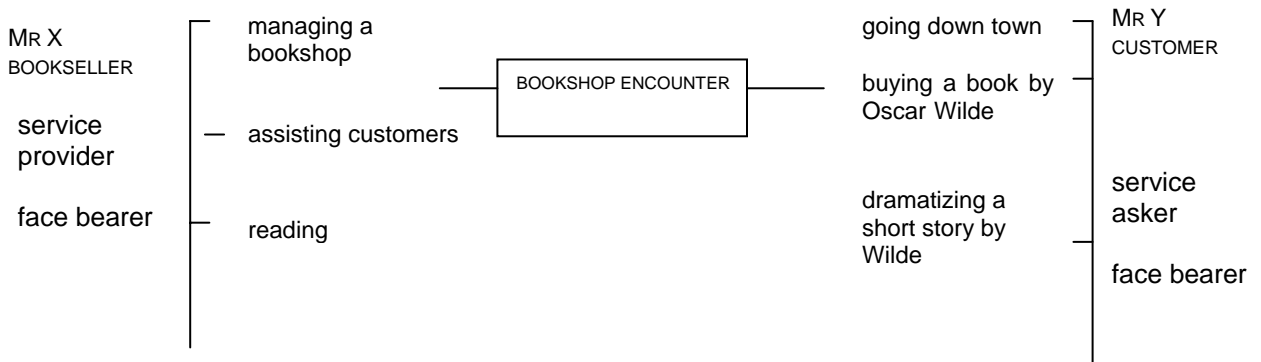 MR X
BOOKSELLER
service
provider
face bearer
managing a
bookshop
assisting customers
reading
BOOKSHOP ENCOUNTER
going down town
buying a book by
Oscar Wilde
dramatizing a
short story by
Wilde
MR Y
CUSTOMER
service
asker
face bearer